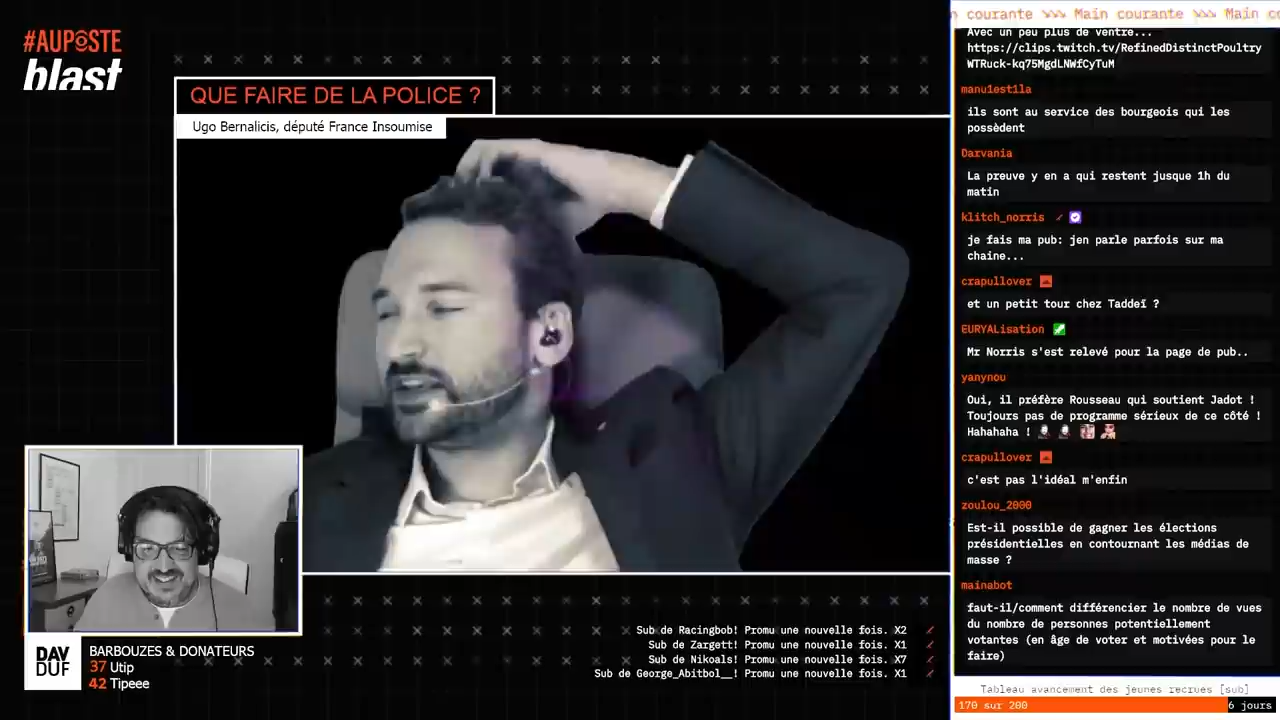 #AUPOSTE
blast
QUE FAIRE DE LA POLICE ?
Ugo Bernalicis, député France Insoumise
DAV
DUF
BARBOUZES & DONATEURS
37 Utip
42 Tipeee
Sub de Racingbob! Promu une nouvelle fois. X2
Sub de Zargett! Promu une nouvelle fois. X1
Sub de Nikoals! Promu une nouvelle fois. X7
Sub de George_Abitbol__! Promu une nouvelle fois. X1
courante >>> Main courante >>> Main
Avec un peu plus de ventre...
https://clips.twitch.tv/RefinedDistinctPoultry
WTRuck-kq75MgdLNWfCyTuM
manu1est1la
ils sont au service des bourgeois qui les
possèdent
Darvania
La preuve y en a qui restent jusque 1h du
matin
klitch_norris
je fais ma pub: jen parle parfois sur ma
chaine...
crapullover
et un petit tour chez Taddeï ?
EURYALisation
Mr Norris s'est relevé pour la page de pub..
yanynou
Oui, il préfère Rousseau qui soutient Jadot !
Toujours pas de programme sérieux de ce côté !
Hahahaha !
crapullover
c'est pas l'idéal m'enfin
zoulou_2000
Est-il possible de gagner les élections
présidentielles en contournant les médias de
masse ?
mainabot
faut-il/comment différencier le nombre de vues
du nombre de personnes potentiellement
votantes (en âge de voter et motivées pour le
faire)
Tableau avancement des jeunes recrues [sub]
170 sur 200
6 jours